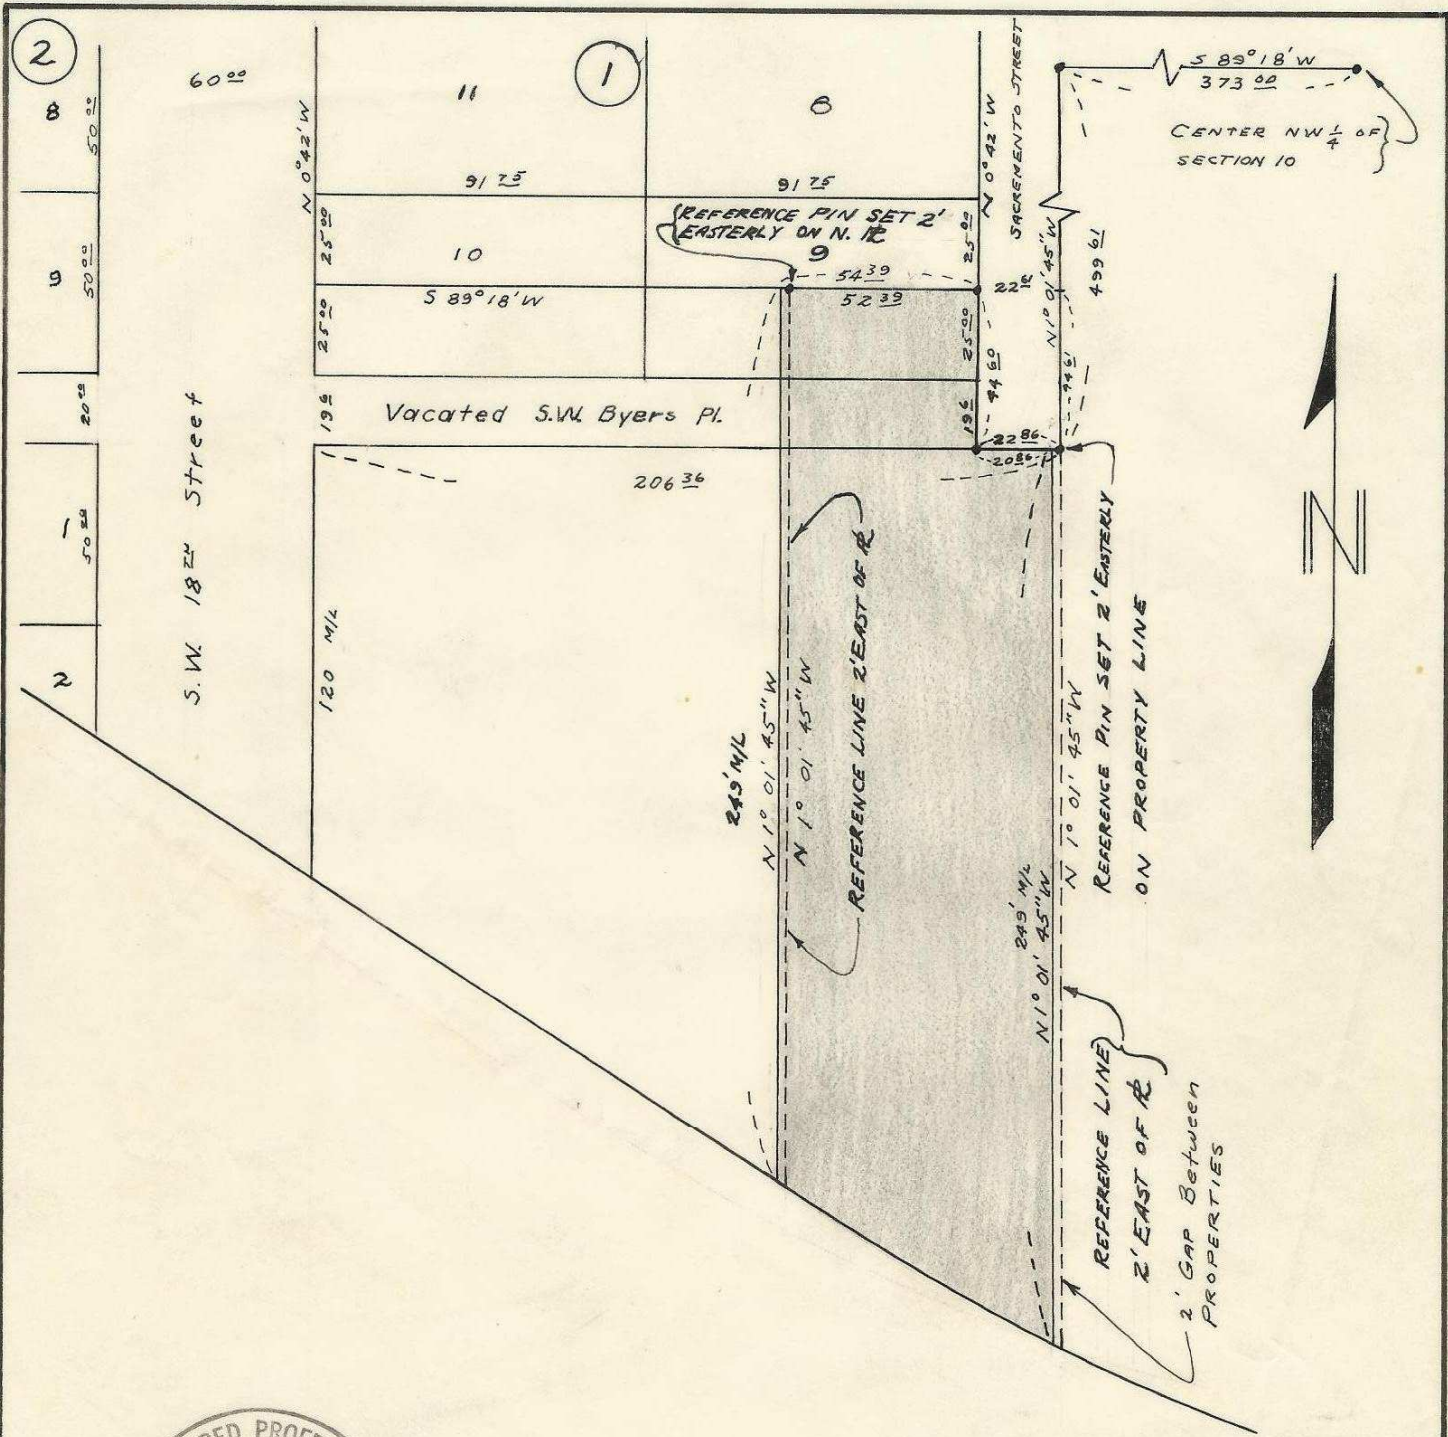 2
60 00
1
S 89° 18' W
373 00
CENTER NW 1/4 OF
SECTION 10
8
50 00
N 0° 42' W
11
8
N 0° 42' W
SACREMENTO STREET
91 75
91 75
REFERENCE PIN SET 2'
EASTERLY ON N. PL
9
50 00
25 00
10
9
25 00
22 61
N 1° 01' 45" W
499 61
54 39
S 89° 18' W
52 39
25 00
25 00
44 60
44 61
20 00
19 6
Vacated S.W. Byers Pl.
19 6
22 86
20 86
206 36
S.W. 18TH Street
1
50 00
2
120 M/L
REFERENCE LINE 2' EAST OF PL
249' M/L
N 1° 01' 45" W
N 1° 01' 45" W
REFERENCE PIN SET 2' EASTERLY
ON PROPERTY LINE
N 1° 01' 45" W
249' M/L
N 1° 01' 45" W
N
REFERENCE LINE
2' EAST OF PL
2' GAP Between
PROPERTIES